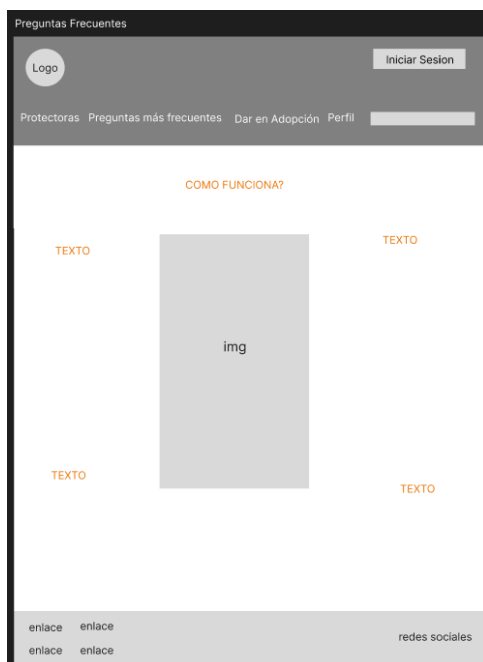 Preguntas Frecuentes
Logo
Iniciar Sesion
Protectoras Preguntas más frecuentes Dar en Adopción Perfil
COMO FUNCIONA?
TEXTO
TEXTO
img
TEXTO
TEXTO
enlace enlace
redes sociales
enlace enlace